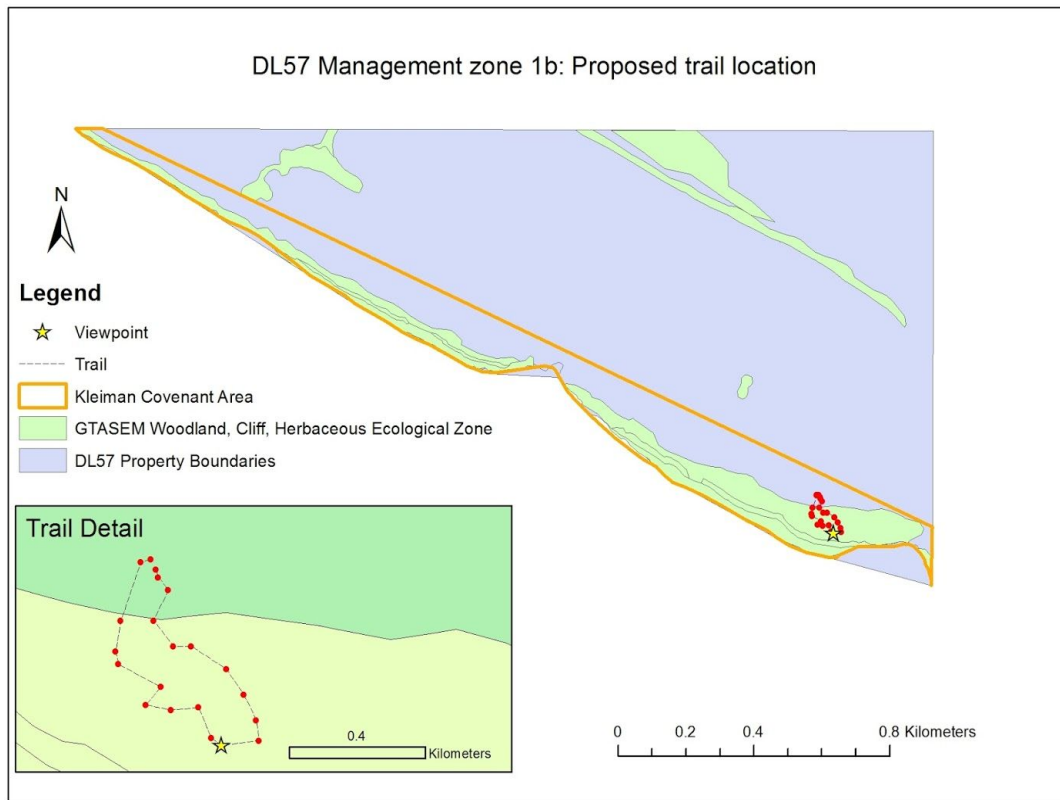 DL57 Management zone 1b: Proposed trail location
N
Legend
Viewpoint
Trail
Kleiman Covenant Area
GTASEM Woodland, Cliff, Herbaceous Ecological Zone
DL57 Property Boundaries
Trail Detail
0.4
Kilometers
0 0.2 0.4 0.8 Kilometers